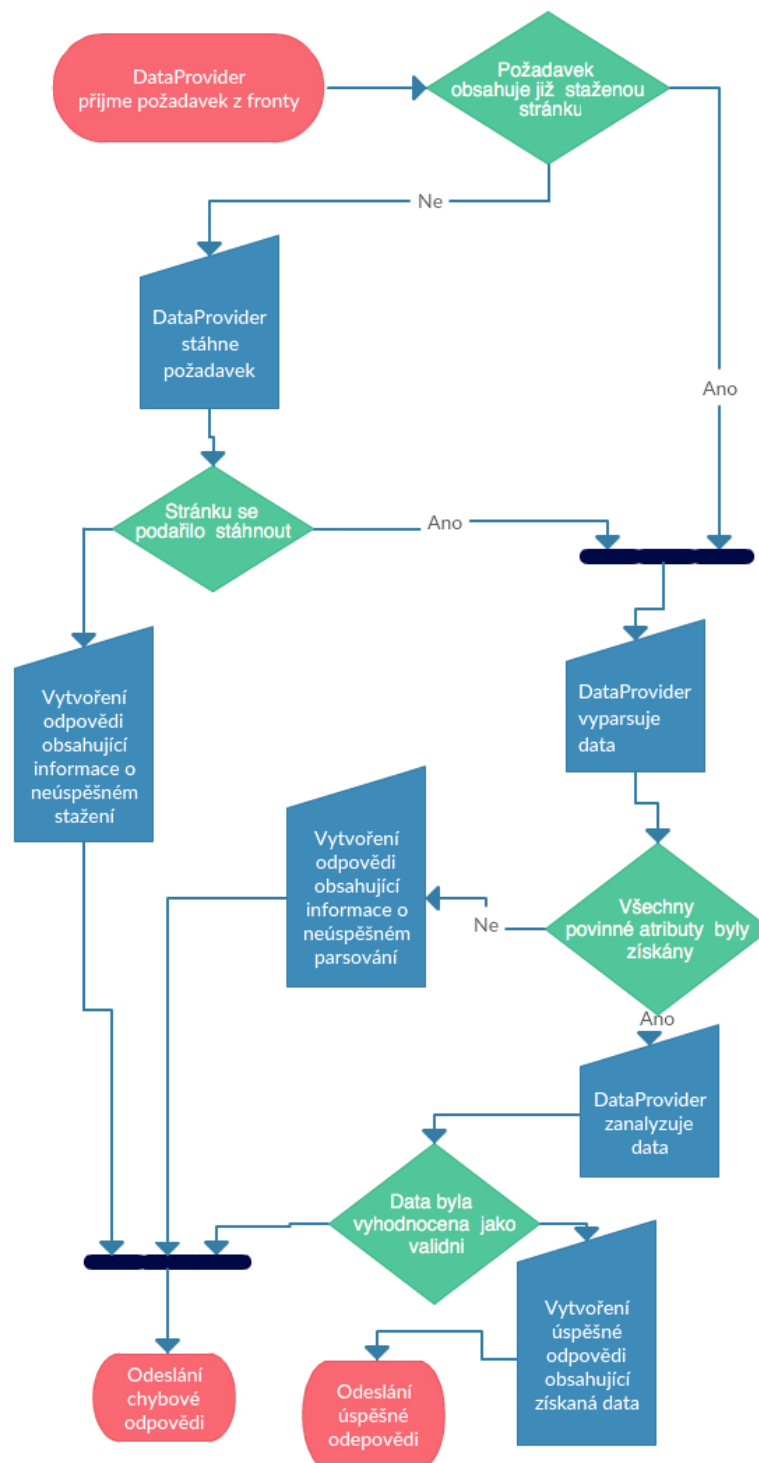 DataProvider
přijme požadavek z fronty
Požadavek
obsahuje již staženou
stránku
Ne
Ano
DataProvider
stáhne
požadavek
Stránku se
podařilo stáhnout
Ano
Vytvoření
odpovědi
obsahující
informace o
neúspěšném
stažení
DataProvider
vyparsuje
data
Vytvoření
odpovědi
obsahující
informace o
neúspěšném
parsování
Ne
Všechny
povinné atributy byly
získány
Ano
DataProvider
zanalyzuje
data
Data byla
vyhodnocena jako
validni
Vytvoření
úspěšné
odpovědi
obsahující
získaná data
Odeslání
chybové
odpovědi
Odeslání
úspěšné
odepovědi